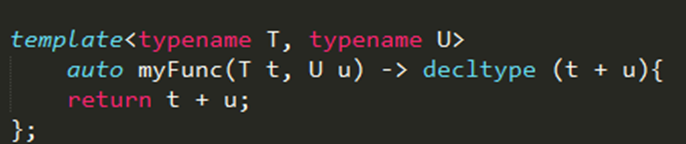 template<typename T, typename U>
    auto myFunc(T t, U u) -> decltype (t + u){
    return t + u;
};